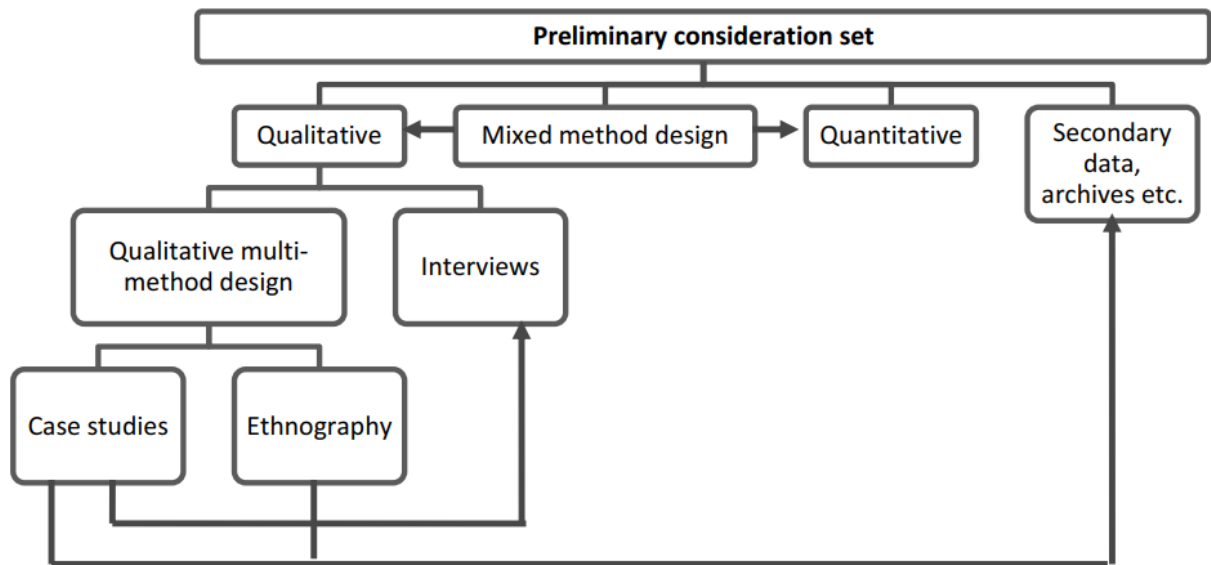 Preliminary consideration set
Qualitative
Mixed method design
Quantitative
Secondary
data,
archives etc.
Qualitative multi-
method design
Interviews
Case studies
Ethnography